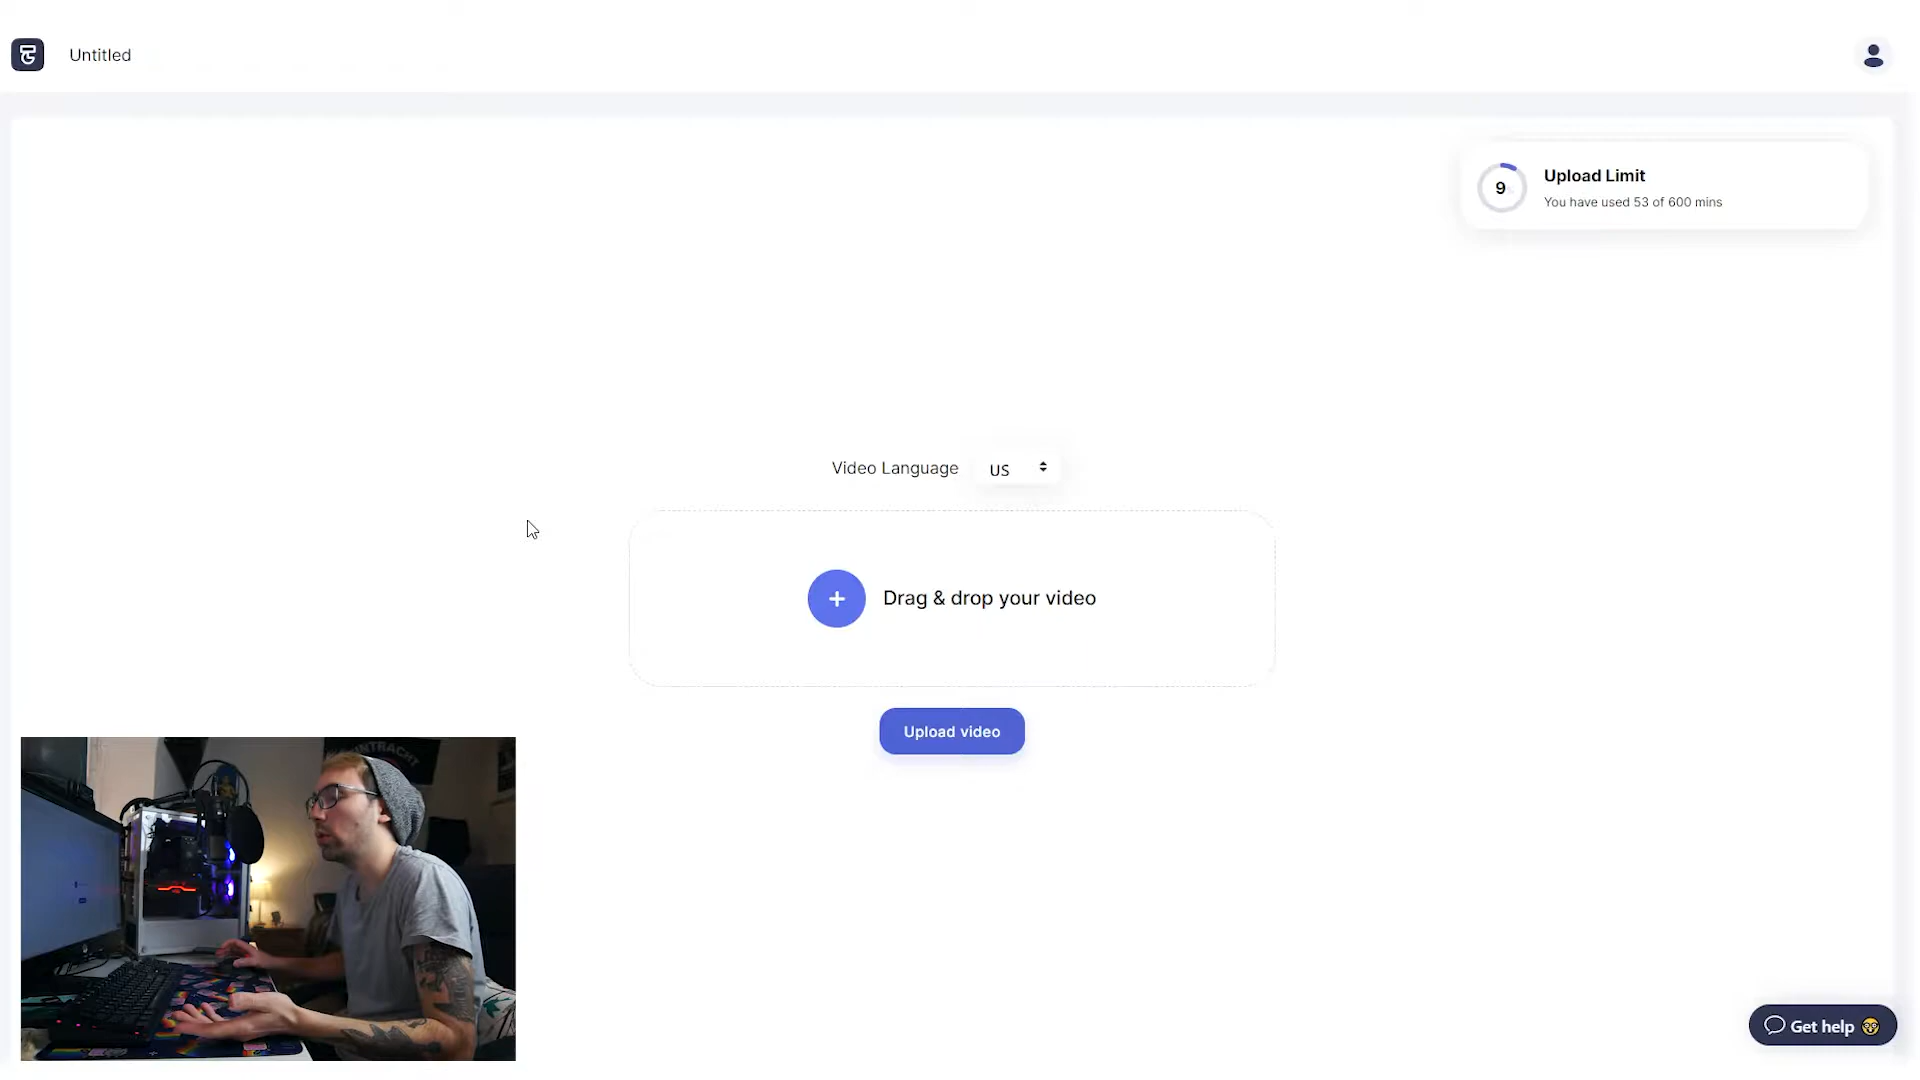 Untitled
9
Upload Limit
You have used 53 of 600 mins
Video Language US
+ Drag & drop your video
Upload video
INTRACHT
Get help